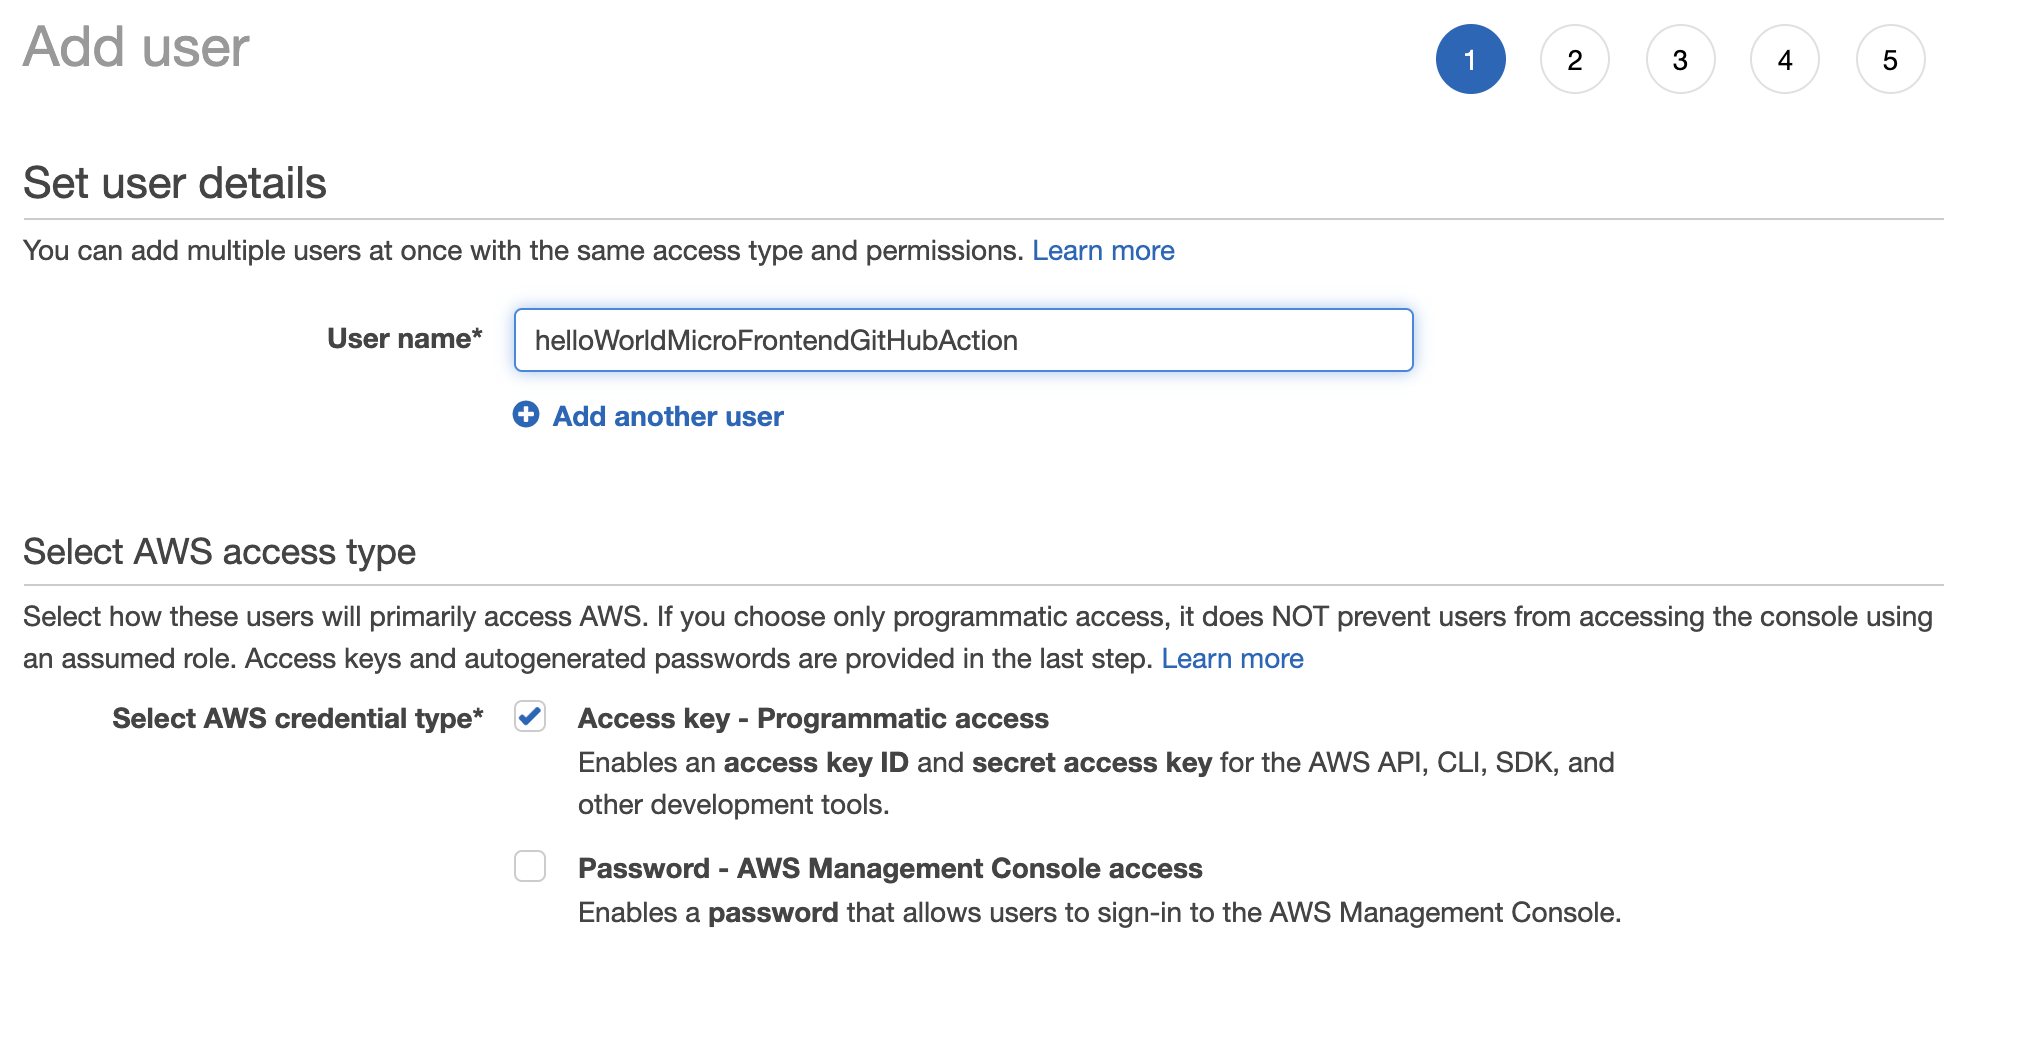 Add user
1 2 3 4 5
Set user details
You can add multiple users at once with the same access type and permissions. Learn more
User name* helloWorldMicroFrontendGitHubAction
Add another user
Select AWS access type
Select how these users will primarily access AWS. If you choose only programmatic access, it does NOT prevent users from accessing the console using
an assumed role. Access keys and autogenerated passwords are provided in the last step. Learn more
Select AWS credential type* Access key - Programmatic access
Enables an access key ID and secret access key for the AWS API, CLI, SDK, and
other development tools.
Password - AWS Management Console access
Enables a password that allows users to sign-in to the AWS Management Console.